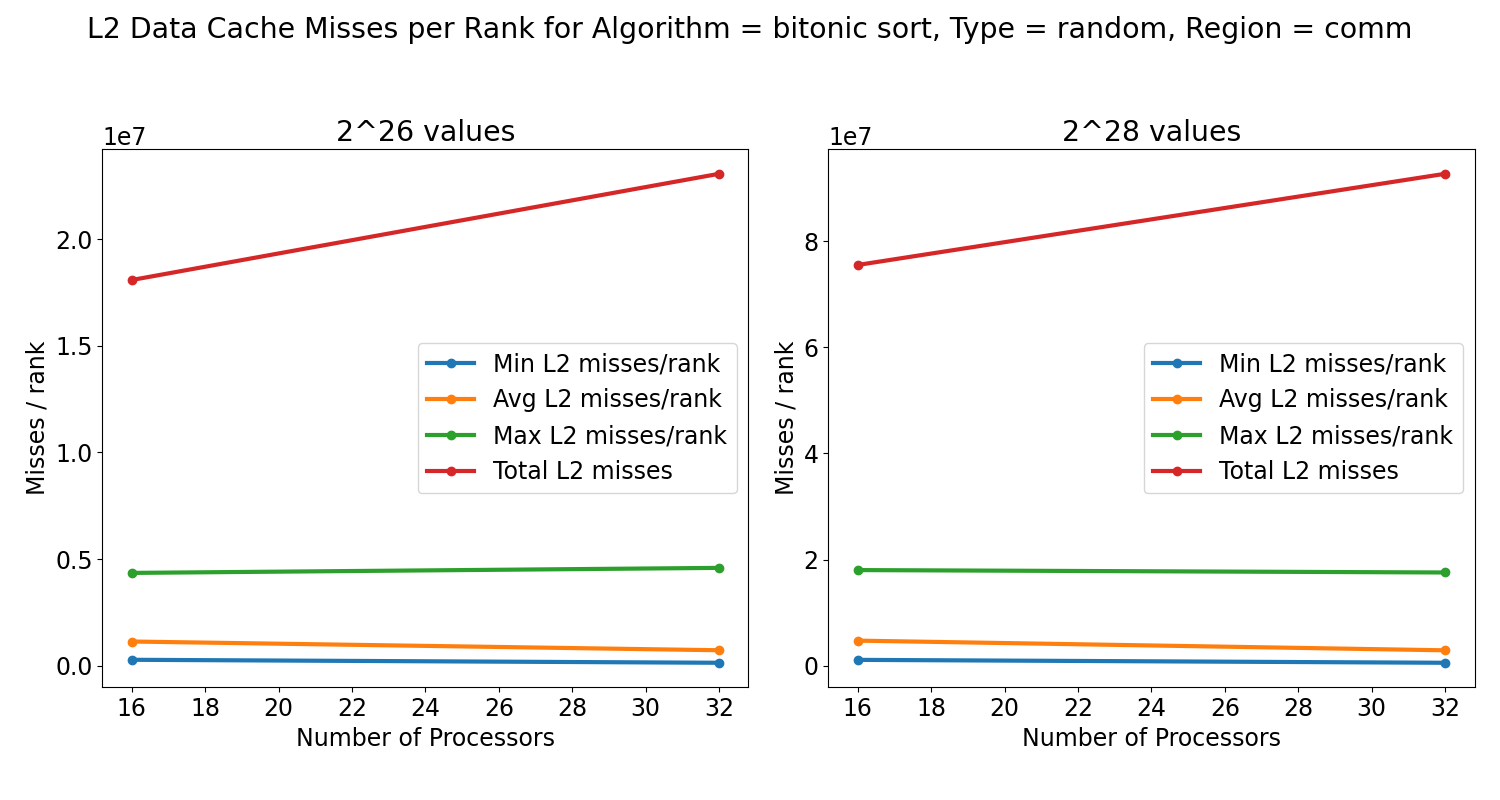 L2 Data Cache Misses per Rank for Algorithm = bitonic sort, Type = random, Region = comm
2^26 values
1e7
2.0
1.5
1.0
0.5
0.0
Misses / rank
Min L2 misses/rank
Avg L2 misses/rank
Max L2 misses/rank
Total L2 misses
16 18 20 22 24 26 28 30 32
Number of Processors
2^28 values
1e7
8
6
4
2
0
Misses / rank
Min L2 misses/rank
Avg L2 misses/rank
Max L2 misses/rank
Total L2 misses
16 18 20 22 24 26 28 30 32
Number of Processors